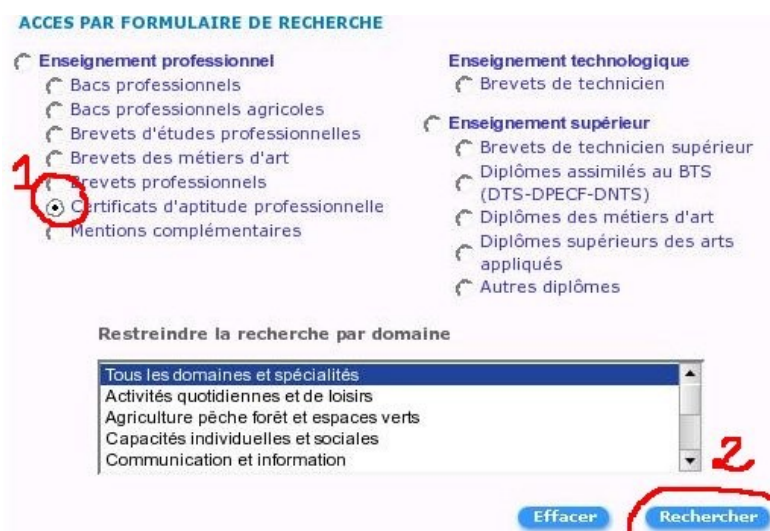 ACCES PAR FORMULAIRE DE RECHERCHE
Enseignement professionnel
Bacs professionnels
Bacs professionnels agricoles
Brevets d'études professionnelles
Brevets des métiers d'art
Brevets professionnels
Certificats d'aptitude professionnelle
Mentions complémentaires
Enseignement technologique
Brevets de technicien
Enseignement supérieur
Brevets de technicien supérieur
Diplômes assimilés au BTS
(DTS-DPECF-DNTS)
Diplômes des métiers d'art
Diplômes supérieurs des arts
appliqués
Autres diplômes
1
Restreindre la recherche par domaine
Tous les domaines et spécialités
Activités quotidiennes et de loisirs
Agriculture pêche forêt et espaces verts
Capacités individuelles et sociales
Communication et information
2
Effacer
Rechercher